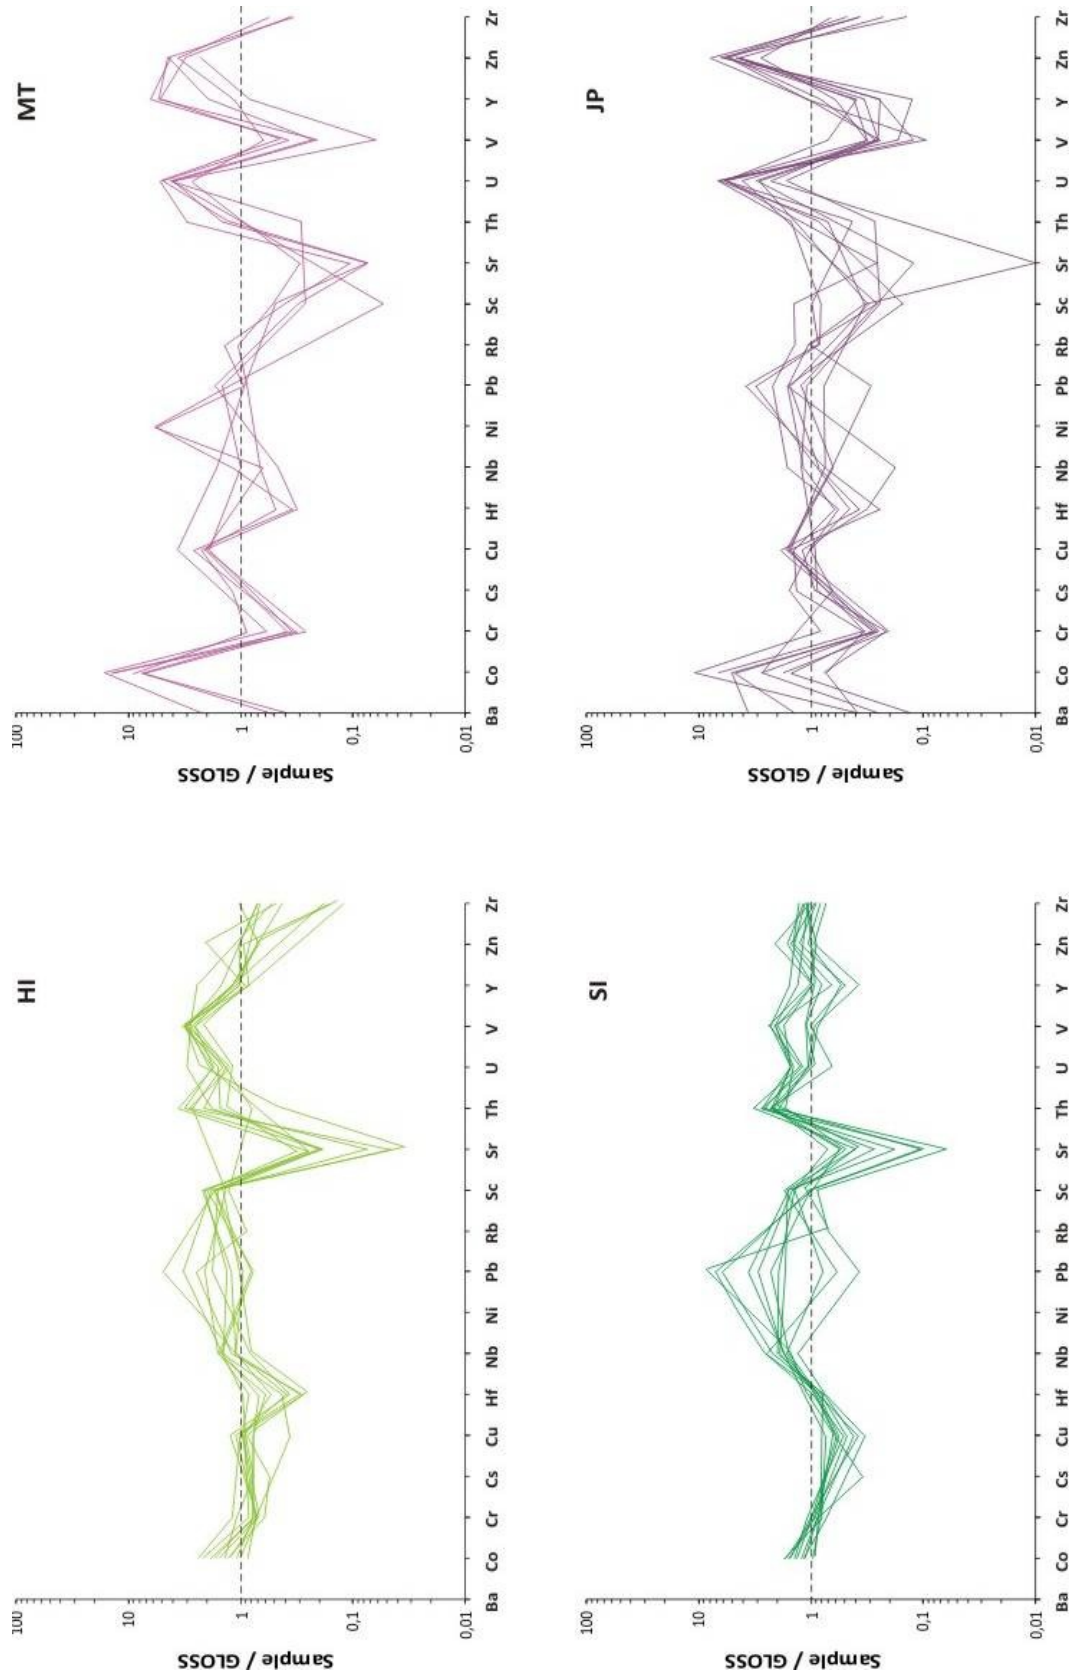 HI
Sample / GLOSS
100
10
1
0,1
0,01
Ba Co Cr Cs Cu Hf Nb Ni Pb Rb Sc Sr Th U V Y Zn Zr
MT
Sample / GLOSS
100
10
1
0,1
0,01
Ba Co Cr Cs Cu Hf Nb Ni Pb Rb Sc Sr Th U V Y Zn Zr
SI
Sample / GLOSS
100
10
1
0,1
0,01
Ba Co Cr Cs Cu Hf Nb Ni Pb Rb Sc Sr Th U V Y Zn Zr
JP
Sample / GLOSS
100
10
1
0,1
0,01
Ba Co Cr Cs Cu Hf Nb Ni Pb Rb Sc Sr Th U V Y Zn Zr